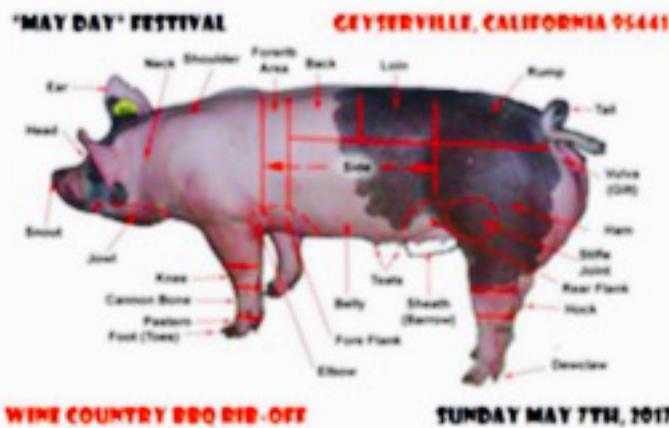 "MAY DAY" FESTIVAL
GEYSERVILLE, CALIFORNIA 95441
Forerib
Area
Neck
Shoulder
Back
Loin
Rump
Ear
Tail
Head
Side
Vulva
(Gilt)
Snout
Jowl
Ham
Stifle
Joint
Knee
Teats
Rear Flank
Cannon Bone
Belly
Sheath
(Barrow)
Hock
Pastern
Foot (Toes)
Fore Flank
Elbow
Dewclaw
WINE COUNTRY BBQ RIB-OFF
SUNDAY MAY 7TH, 2017